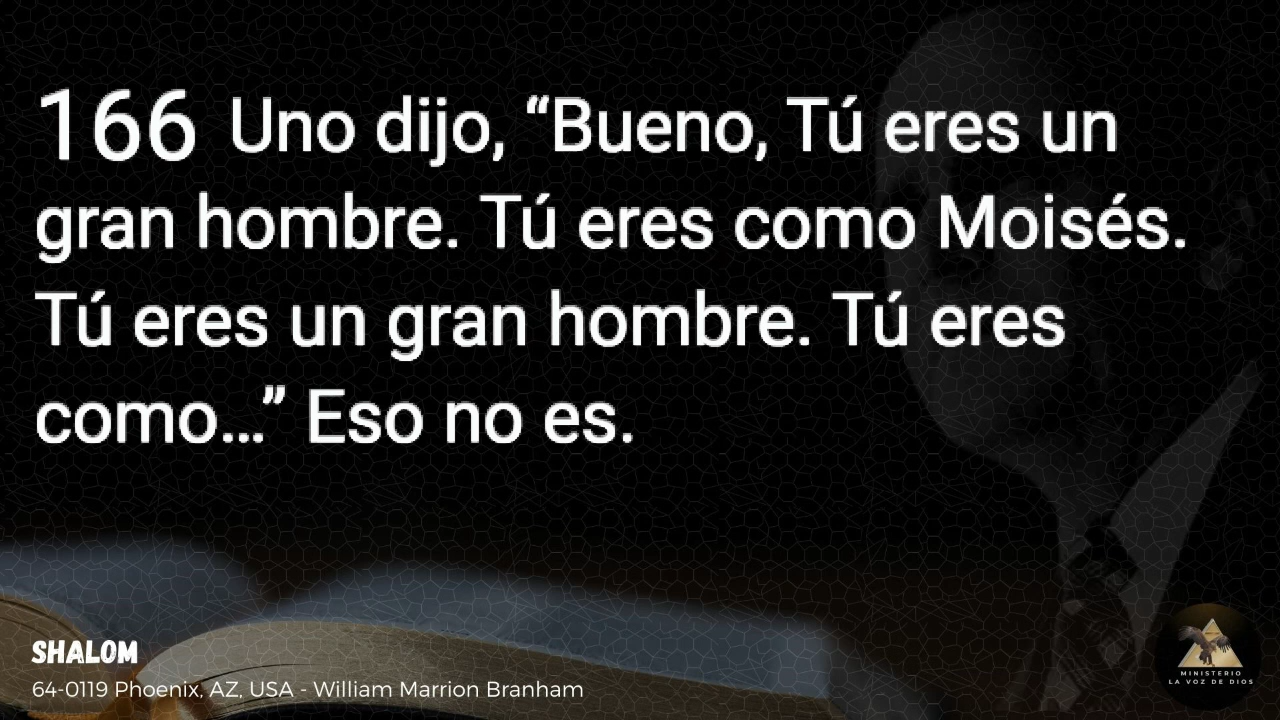 166 Uno dijo, “Bueno, Tú eres un
gran hombre. Tú eres como Moisés.
Tú eres un gran hombre. Tú eres
como...” Eso no es.
SHALOM
64-0119 Phoenix, AZ, USA - William Marrion Branham
MINISTERIO
LA VOZ DE DIOS